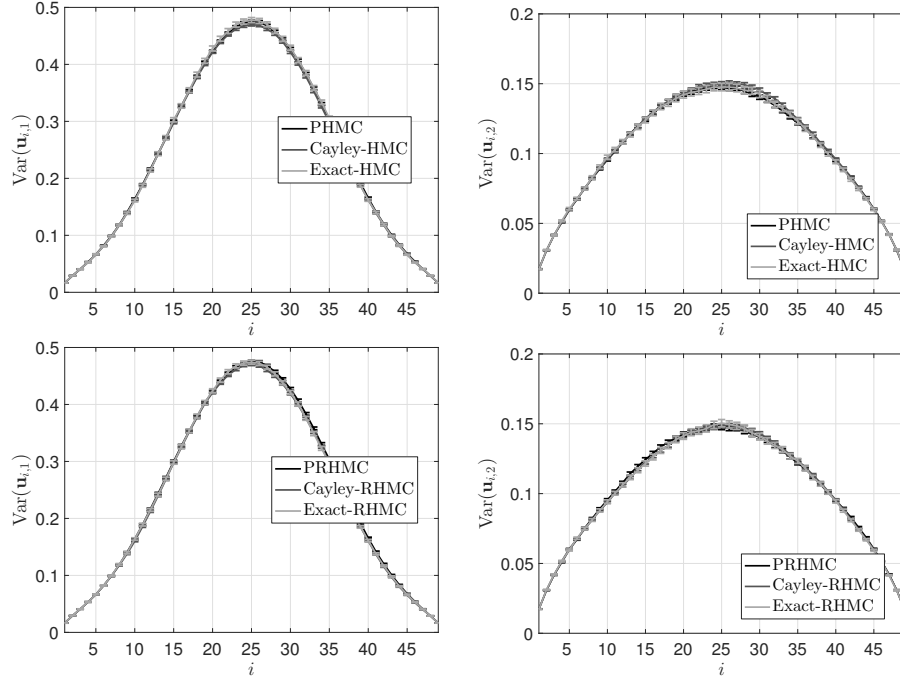 0.5
0.4
0.3
0.2
0.1
0
Var(u_{i,1})
PHMC
Cayley-HMC
Exact-HMC
5 10 15 20 25 30 35 40 45
i
0.2
0.15
0.1
0.05
0
Var(u_{i,2})
PHMC
Cayley-HMC
Exact-HMC
5 10 15 20 25 30 35 40 45
i
0.5
0.4
0.3
0.2
0.1
0
Var(u_{i,1})
PRHMC
Cayley-RHMC
Exact-RHMC
5 10 15 20 25 30 35 40 45
i
0.2
0.15
0.1
0.05
0
Var(u_{i,2})
PRHMC
Cayley-RHMC
Exact-RHMC
5 10 15 20 25 30 35 40 45
i